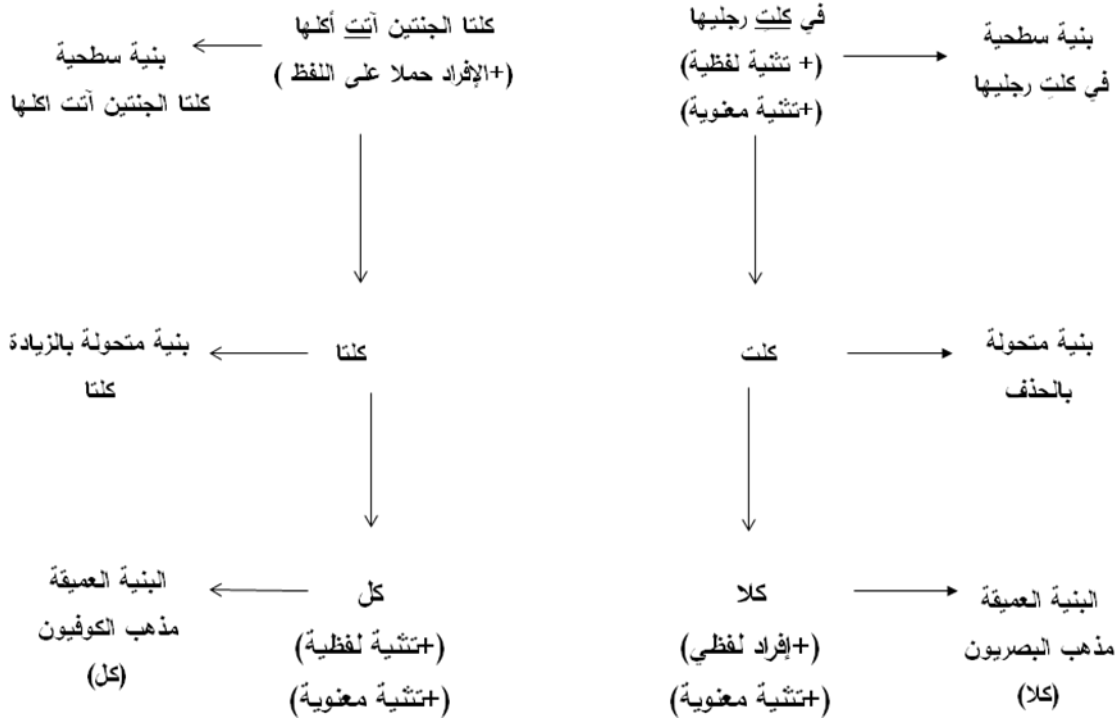 في كلتِ رجليها
(+ تثنية لفظية)
(+تثنية معنوية)
بنية سطحية
في كلتِ رجليها
كلتا الجنتين آتت أكلها
(+الإفراد حملا على اللفظ )
بنية سطحية
كلتا الجنتين آتت اكلها
كلت
بنية متحولة
بالحذف
كلتا
بنية متحولة بالزيادة
كلتا
كلا
(+إفراد لفظي)
(+تثنية معنوية)
البنية العميقة
مذهب البصريون
(كلا)
كل
(+تثنية لفظية)
(+تثنية معنوية)
البنية العميقة
مذهب الكوفيون
(كل)